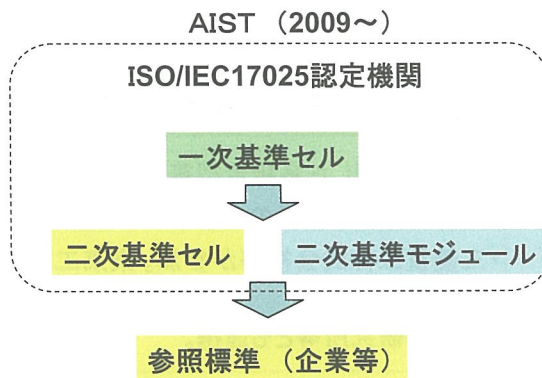 AIST （2009～）
ISO/IEC17025認定機関
一次基準セル
二次基準セル 二次基準モジュール
参照標準 （企業等）